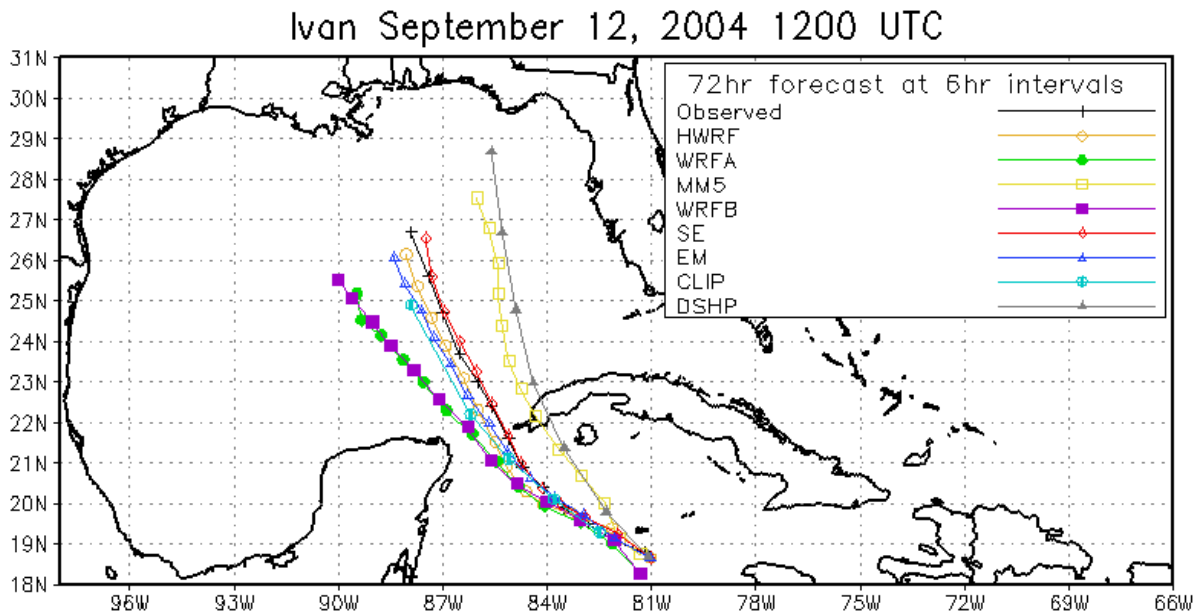 Ivan September 12, 2004 1200 UTC
31N
30N
29N
28N
27N
26N
25N
24N
23N
22N
21N
20N
19N
18N
72hr forecast at 6hr intervals
Observed
HWRF
WRFA
MM5
WRFB
SE
EM
CLIP
DSHP
96W 93W 90W 87W 84W 81W 78W 75W 72W 69W 66W